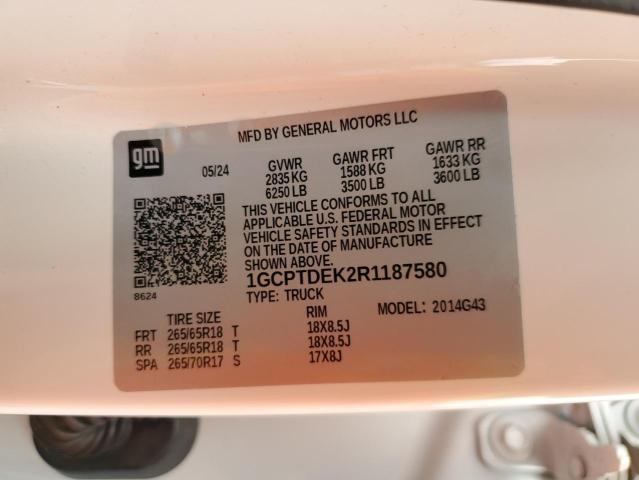 MFD BY GENERAL MOTORS LLC
gm 05/24 GVWR GAWR FRT GAWR RR
2835 KG 1588 KG 1633 KG
6250 LB 3500 LB 3600 LB
THIS VEHICLE CONFORMS TO ALL
APPLICABLE U.S. FEDERAL MOTOR
VEHICLE SAFETY STANDARDS IN EFFECT
ON THE DATE OF MANUFACTURE
SHOWN ABOVE.
8624 1GCPTDEK2R1187580
TYPE: TRUCK MODEL: 2014G43
TIRE SIZE RIM
FRT 265/65R18 T 18X8.5J
RR 265/65R18 T 18X8.5J
SPA 265/70R17 S 17X8J